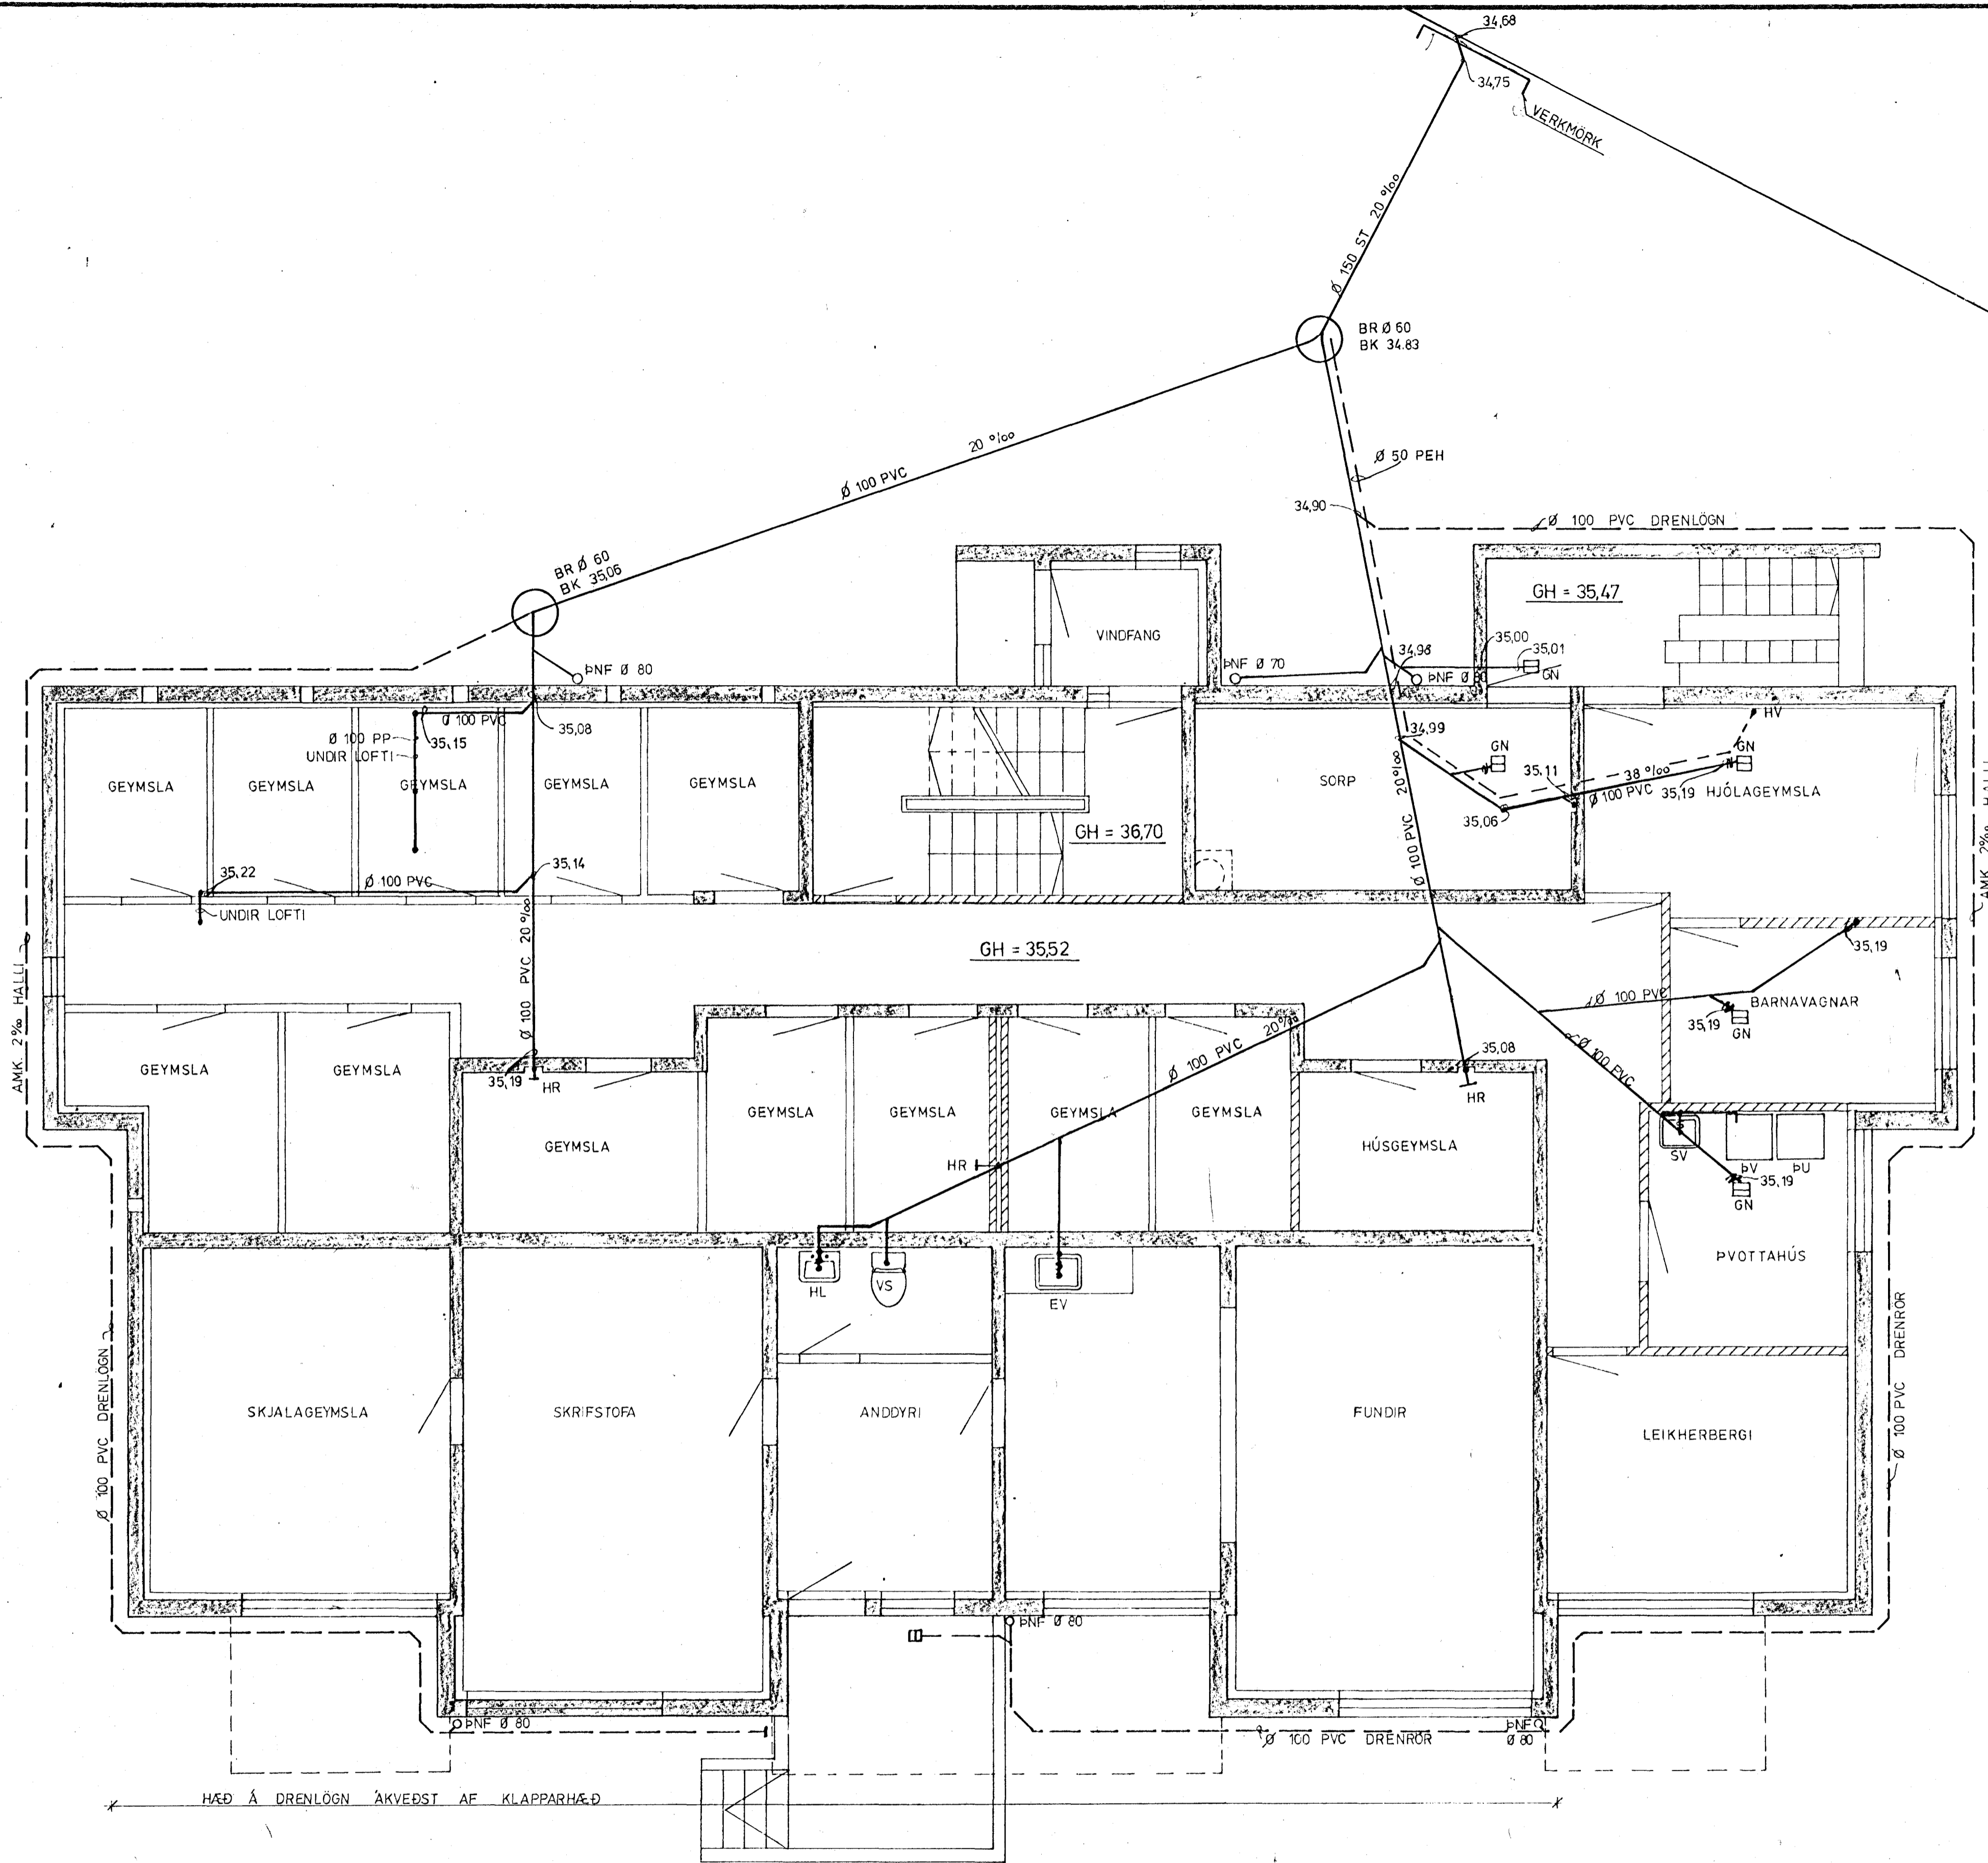 34,68
34,75
VERKMÖRK
Ø 150 ST 20 ‰
BR Ø 60
BK 34.83
20 ‰
Ø 100 PVC
Ø 50 PEH
34,90
Ø 100 PVC DRENLÖGN
BR Ø 60
BK 35,06
GH = 35,47
VINDFANG
35,00
34,98
35,01
GN
ÞNF Ø 80
ÞNF Ø 70
ÞNF Ø 80
HV
Ø 100 PVC
35,15
35,08
Ø 100 PP
UNDIR LOFTI
34,99
GN
GN
GEYMSLA
GEYMSLA
GEYMSLA
GEYMSLA
GEYMSLA
SORP
20‰
35,11
38 ‰
Ø 100 PVC
35,19
HJÓLAGEYMSLA
AMK 2‰ HALLI
GH = 36,70
35,06
Ø 100 PVC
35,22
Ø 100 PVC
35,14
UNDIR LOFTI
Ø 100 PVC 20 ‰
GH = 35,52
35,19
AMK. 2‰ HALLI
Ø 100 PVC
BARNAVAGNAR
35,19
GN
20‰
Ø 100 PVC
Ø 100 PVC
35,08
GEYMSLA
GEYMSLA
35,19
HR
HR
GEYMSLA
GEYMSLA
GEYMSLA
GEYMSLA
GEYMSLA
HÚSGEYMSLA
HR
SV
ÞV
ÞU
35,19
GN
ÞVOTTAHÚS
HL
VS
EV
Ø 100 PVC DRENLÖGN
Ø 100 PVC DRENRÖR
SKJALAGEYMSLA
SKRIFSTOFA
ANDDYRI
FUNDIR
LEIKHERBERGI
ÞNF Ø 80
ÞNF Ø 80
Ø 100 PVC DRENRÖR
ÞNF
Ø 80
HÆÐ Á DRENLÖGN ÁKVEÐST AF KLAPPARHÆÐ